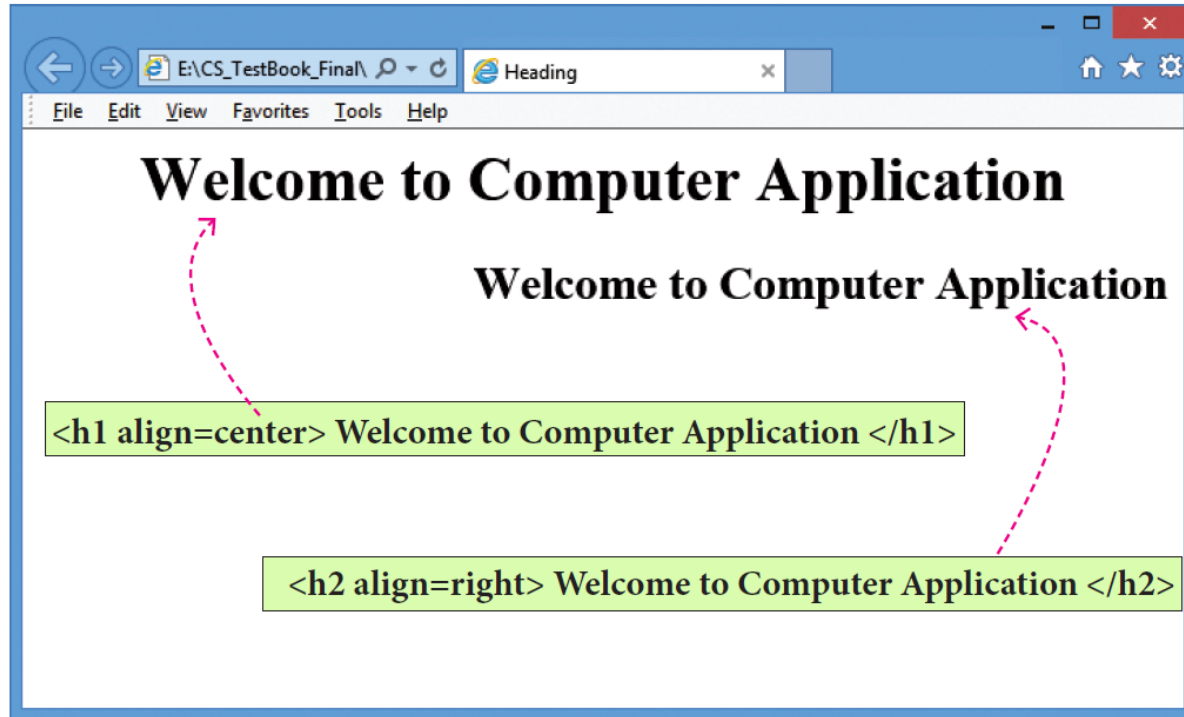 E:\CS_TestBook_Final\ Heading
File Edit View Favorites Tools Help
Welcome to Computer Application
Welcome to Computer Application
<h1 align=center> Welcome to Computer Application </h1>
<h2 align=right> Welcome to Computer Application </h2>